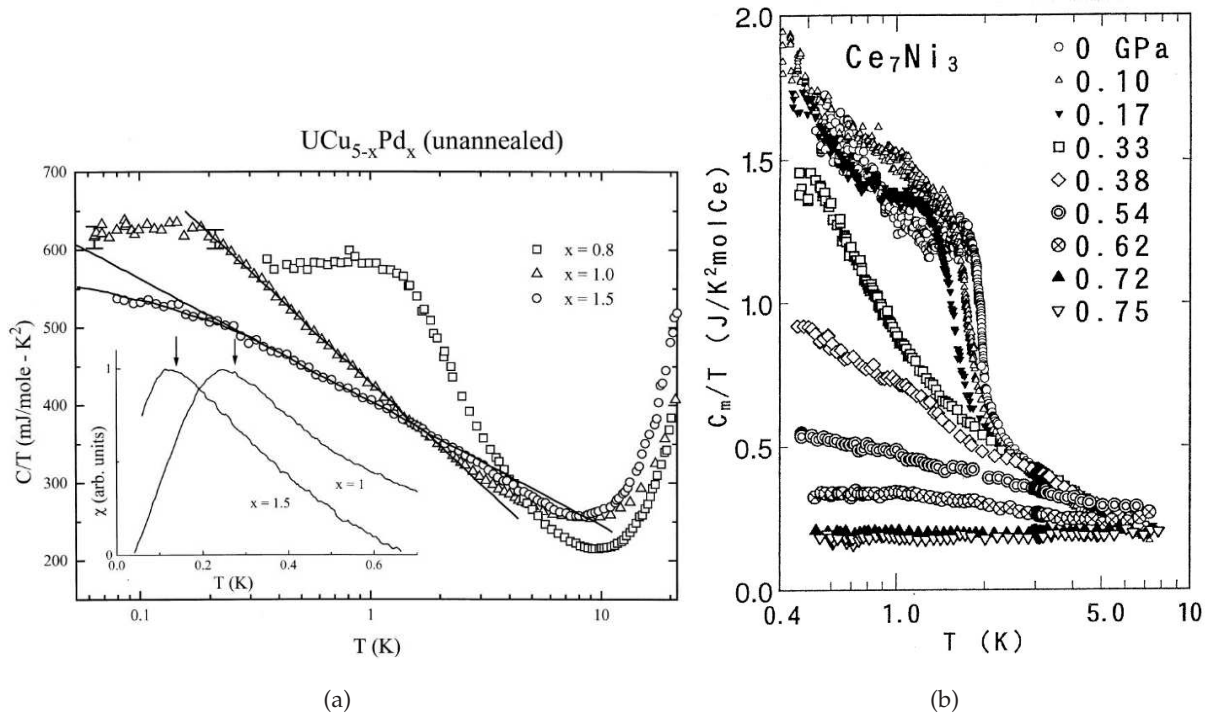 UCu5-xPdx (unannealed)
700
600
500
400
300
200
C/T (mJ/mole - K2)
x = 0.8
x = 1.0
x = 1.5
1
0
χ (arb. units)
x = 1
x = 1.5
0.0 0.2 0.4 0.6
T (K)
0.1 1 10
T (K)
(a)
2.0
1.5
1.0
0.5
0.0
Cm/T (J/K2molCe)
Ce7Ni3
0 GPa
0.10
0.17
0.33
0.38
0.54
0.62
0.72
0.75
0.4 1.0 5.0 10
T (K)
(b)